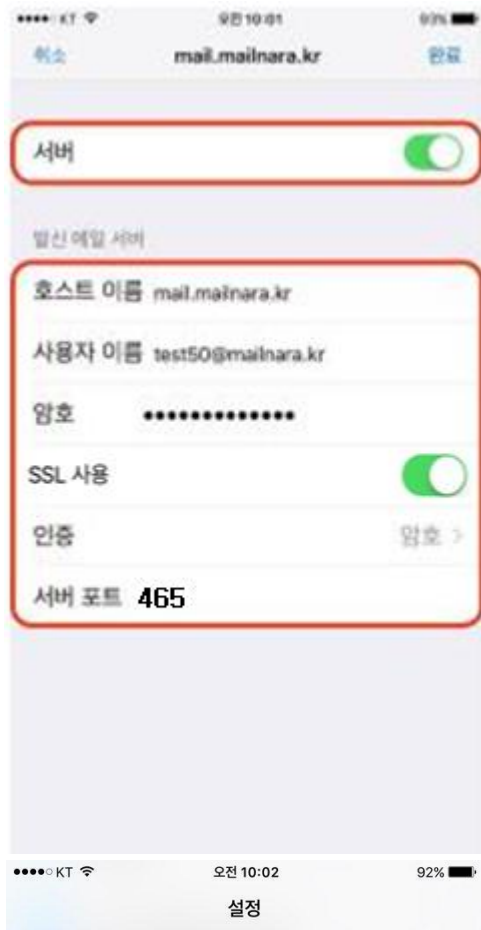 KT 오전 10:01 93%
취소 mail.mailnara.kr 완료
서버
발신 메일 서버
호스트 이름 mail.mailnara.kr
사용자 이름 test50@mailnara.kr
암호 •••••••••••••
SSL 사용
인증 암호 >
서버 포트 465
KT 오전 10:02 92%
설정